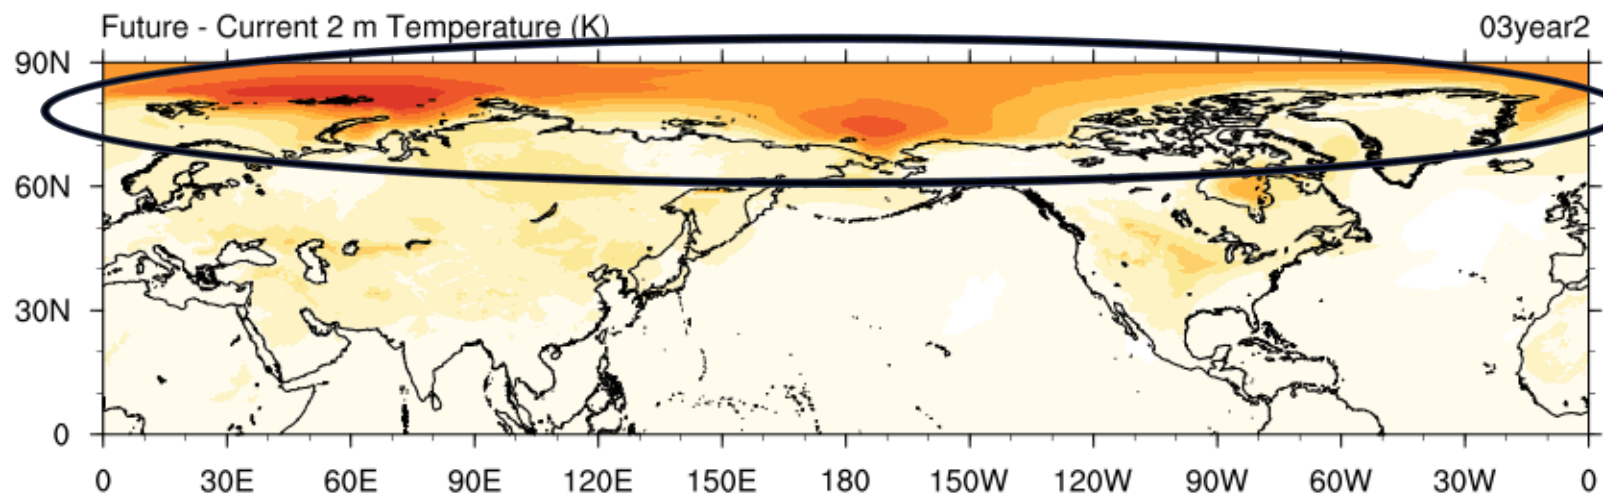 Future - Current 2 m Temperature (K)
03year2
90N
60N
30N
0
0 30E 60E 90E 120E 150E 180 150W 120W 90W 60W 30W 0